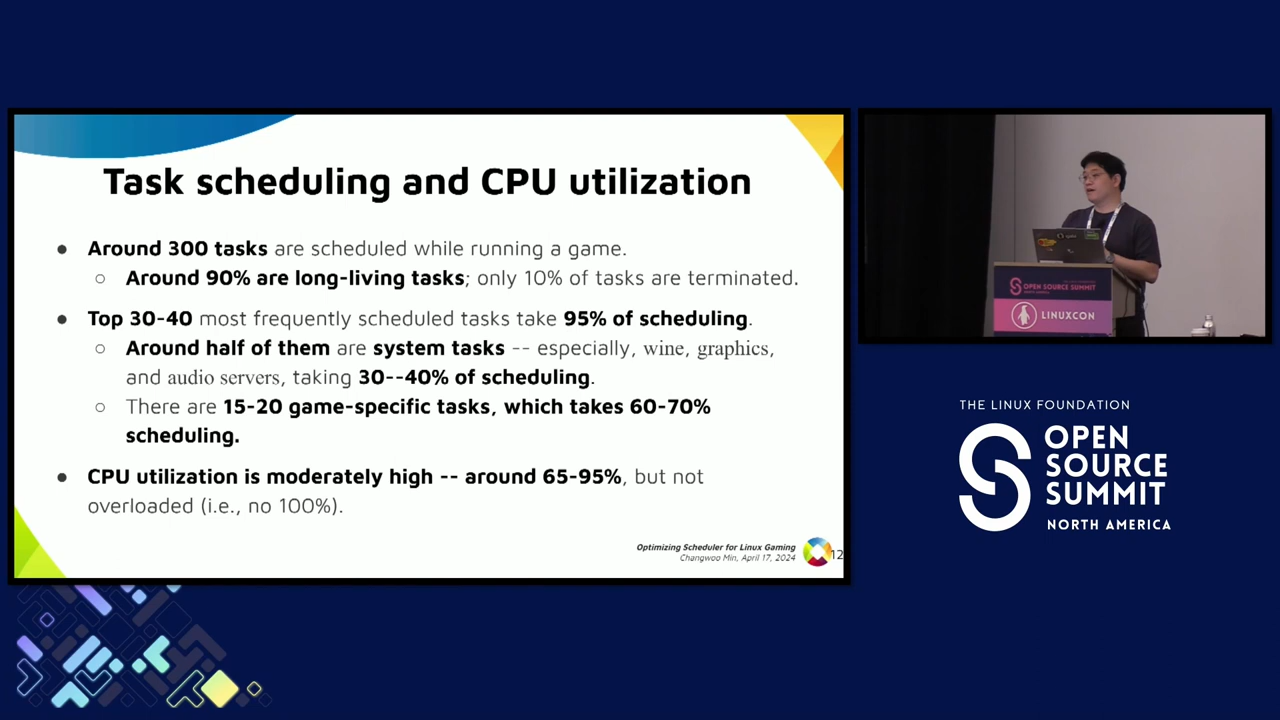 Task scheduling and CPU utilization
● Around 300 tasks are scheduled while running a game.
○ Around 90% are long-living tasks; only 10% of tasks are terminated.
● Top 30-40 most frequently scheduled tasks take 95% of scheduling.
○ Around half of them are system tasks -- especially, wine, graphics,
and audio servers, taking 30--40% of scheduling.
○ There are 15-20 game-specific tasks, which takes 60-70%
scheduling.
● CPU utilization is moderately high -- around 65-95%, but not
overloaded (i.e., no 100%).
Optimizing Scheduler for Linux Gaming
Changwoo Min, April 17, 2024
12
OPEN SOURCE SUMMIT
LINUXCON
THE LINUX FOUNDATION
OPEN
SOURCE
SUMMIT
NORTH AMERICA